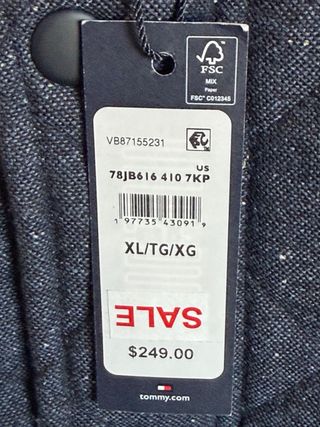 FSC
MIX
Paper
FSC® C012345
VB87155231
US
78JB616 410 7KP
1 97735 43091 9
XL/TG/XG
SALE
$249.00
tommy.com